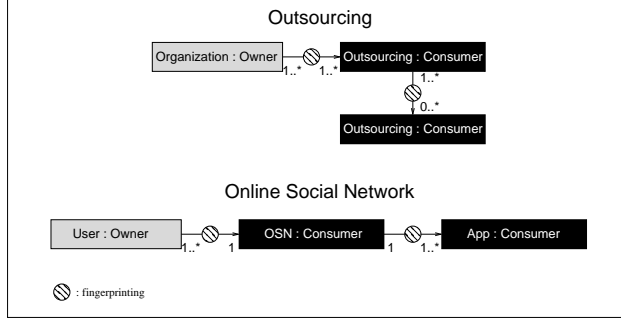 Outsourcing
Organization : Owner
1..*
1..*
Outsourcing : Consumer
1..*
0..*
Outsourcing : Consumer
Online Social Network
User : Owner
1..*
1
OSN : Consumer
1
1..*
App : Consumer
: fingerprinting